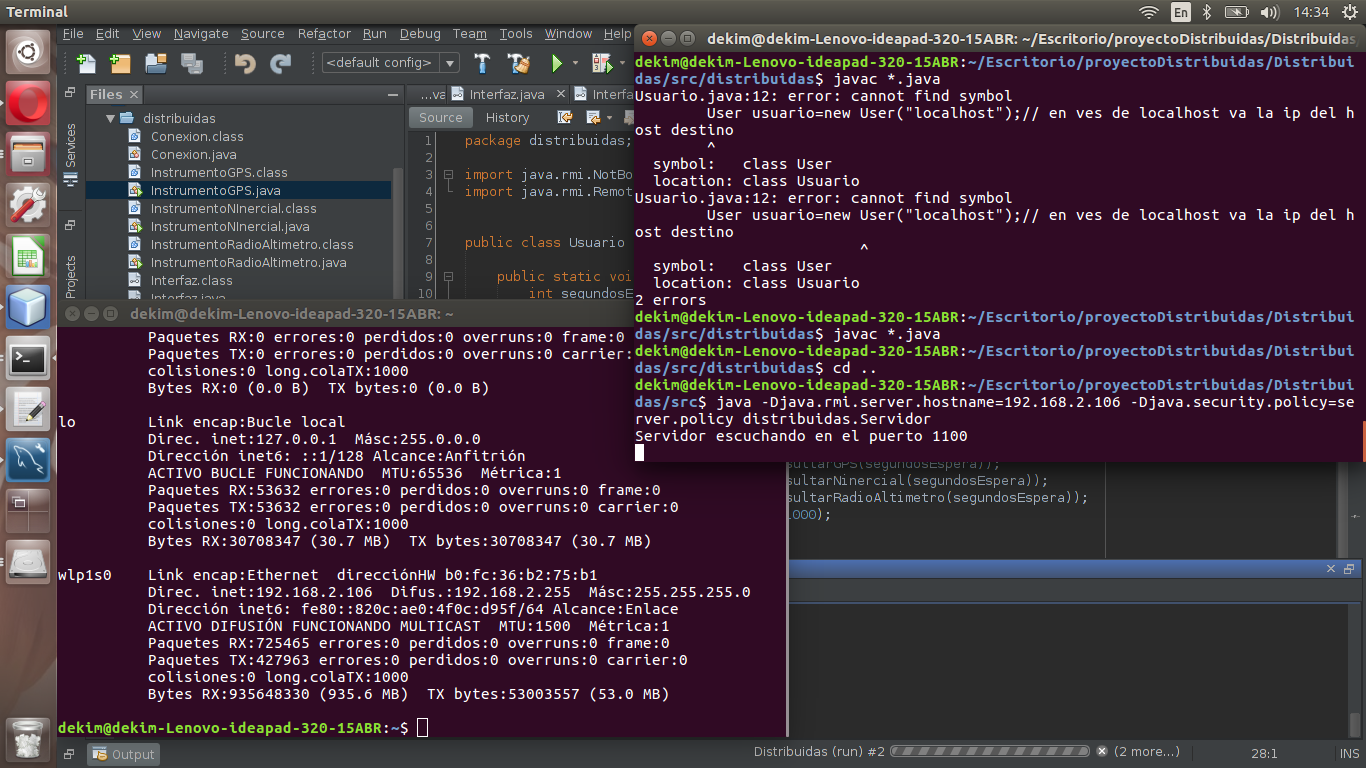 Terminal
En
14:34
File Edit View Navigate Source Refactor Run Debug Team Tools Window Help
<default config>
Files
...va
Interfaz.java
Interf
Source
History
Services
Projects
distribuidas
Conexion.class
Conexion.java
InstrumentoGPS.class
InstrumentoGPS.java
InstrumentoNInercial.class
InstrumentoNInercial.java
InstrumentoRadioAltimetro.class
InstrumentoRadioAltimetro.java
Interfaz.class
Interfaz.java
1 package distribuidas;
2
3 import java.rmi.NotBo
4 import java.rmi.Remot
5
6
7 public class Usuario
8
9 public static voi
10 int segundosE
dekim@dekim-Lenovo-ideapad-320-15ABR: ~/Escritorio/proyectoDistribuidas/Distribuidas
dekim@dekim-Lenovo-ideapad-320-15ABR:~/Escritorio/proyectoDistribuidas/Distribui
das/src/distribuidas$ javac *.java
Usuario.java:12: error: cannot find symbol
User usuario=new User("localhost");// en ves de localhost va la ip del h
ost destino
^
symbol: class User
location: class Usuario
Usuario.java:12: error: cannot find symbol
User usuario=new User("localhost");// en ves de localhost va la ip del h
ost destino
^
symbol: class User
location: class Usuario
2 errors
dekim@dekim-Lenovo-ideapad-320-15ABR:~/Escritorio/proyectoDistribuidas/Distribui
das/src/distribuidas$ javac *.java
dekim@dekim-Lenovo-ideapad-320-15ABR:~/Escritorio/proyectoDistribuidas/Distribui
das/src/distribuidas$ cd ..
dekim@dekim-Lenovo-ideapad-320-15ABR:~/Escritorio/proyectoDistribuidas/Distribui
das/src$ java -Djava.rmi.server.hostname=192.168.2.106 -Djava.security.policy=se
rver.policy distribuidas.Servidor
Servidor escuchando en el puerto 1100
dekim@dekim-Lenovo-ideapad-320-15ABR: ~
Paquetes RX:0 errores:0 perdidos:0 overruns:0 frame:0
Paquetes TX:0 errores:0 perdidos:0 overruns:0 carrier:
colisiones:0 long.colaTX:1000
Bytes RX:0 (0.0 B) TX bytes:0 (0.0 B)
lo Link encap:Bucle local
Direc. inet:127.0.0.1 Másc:255.0.0.0
Dirección inet6: ::1/128 Alcance:Anfitrión
ACTIVO BUCLE FUNCIONANDO MTU:65536 Métrica:1
Paquetes RX:53632 errores:0 perdidos:0 overruns:0 frame:0
Paquetes TX:53632 errores:0 perdidos:0 overruns:0 carrier:0
colisiones:0 long.colaTX:1000
Bytes RX:30708347 (30.7 MB) TX bytes:30708347 (30.7 MB)
wlp1s0 Link encap:Ethernet direcciónHW b0:fc:36:b2:75:b1
Direc. inet:192.168.2.106 Difus.:192.168.2.255 Másc:255.255.255.0
Dirección inet6: fe80::820c:ae0:4f0c:d95f/64 Alcance:Enlace
ACTIVO DIFUSIÓN FUNCIONANDO MULTICAST MTU:1500 Métrica:1
Paquetes RX:725465 errores:0 perdidos:0 overruns:0 frame:0
Paquetes TX:427963 errores:0 perdidos:0 overruns:0 carrier:0
colisiones:0 long.colaTX:1000
Bytes RX:935648330 (935.6 MB) TX bytes:53003557 (53.0 MB)
dekim@dekim-Lenovo-ideapad-320-15ABR:~$
sultarGPS(segundosEspera));
sultarNinercial(segundosEspera));
sultarRadioAltimetro(segundosEspera));
000);
Output
Distribuidas (run) #2
(2 more...)
28:1
INS